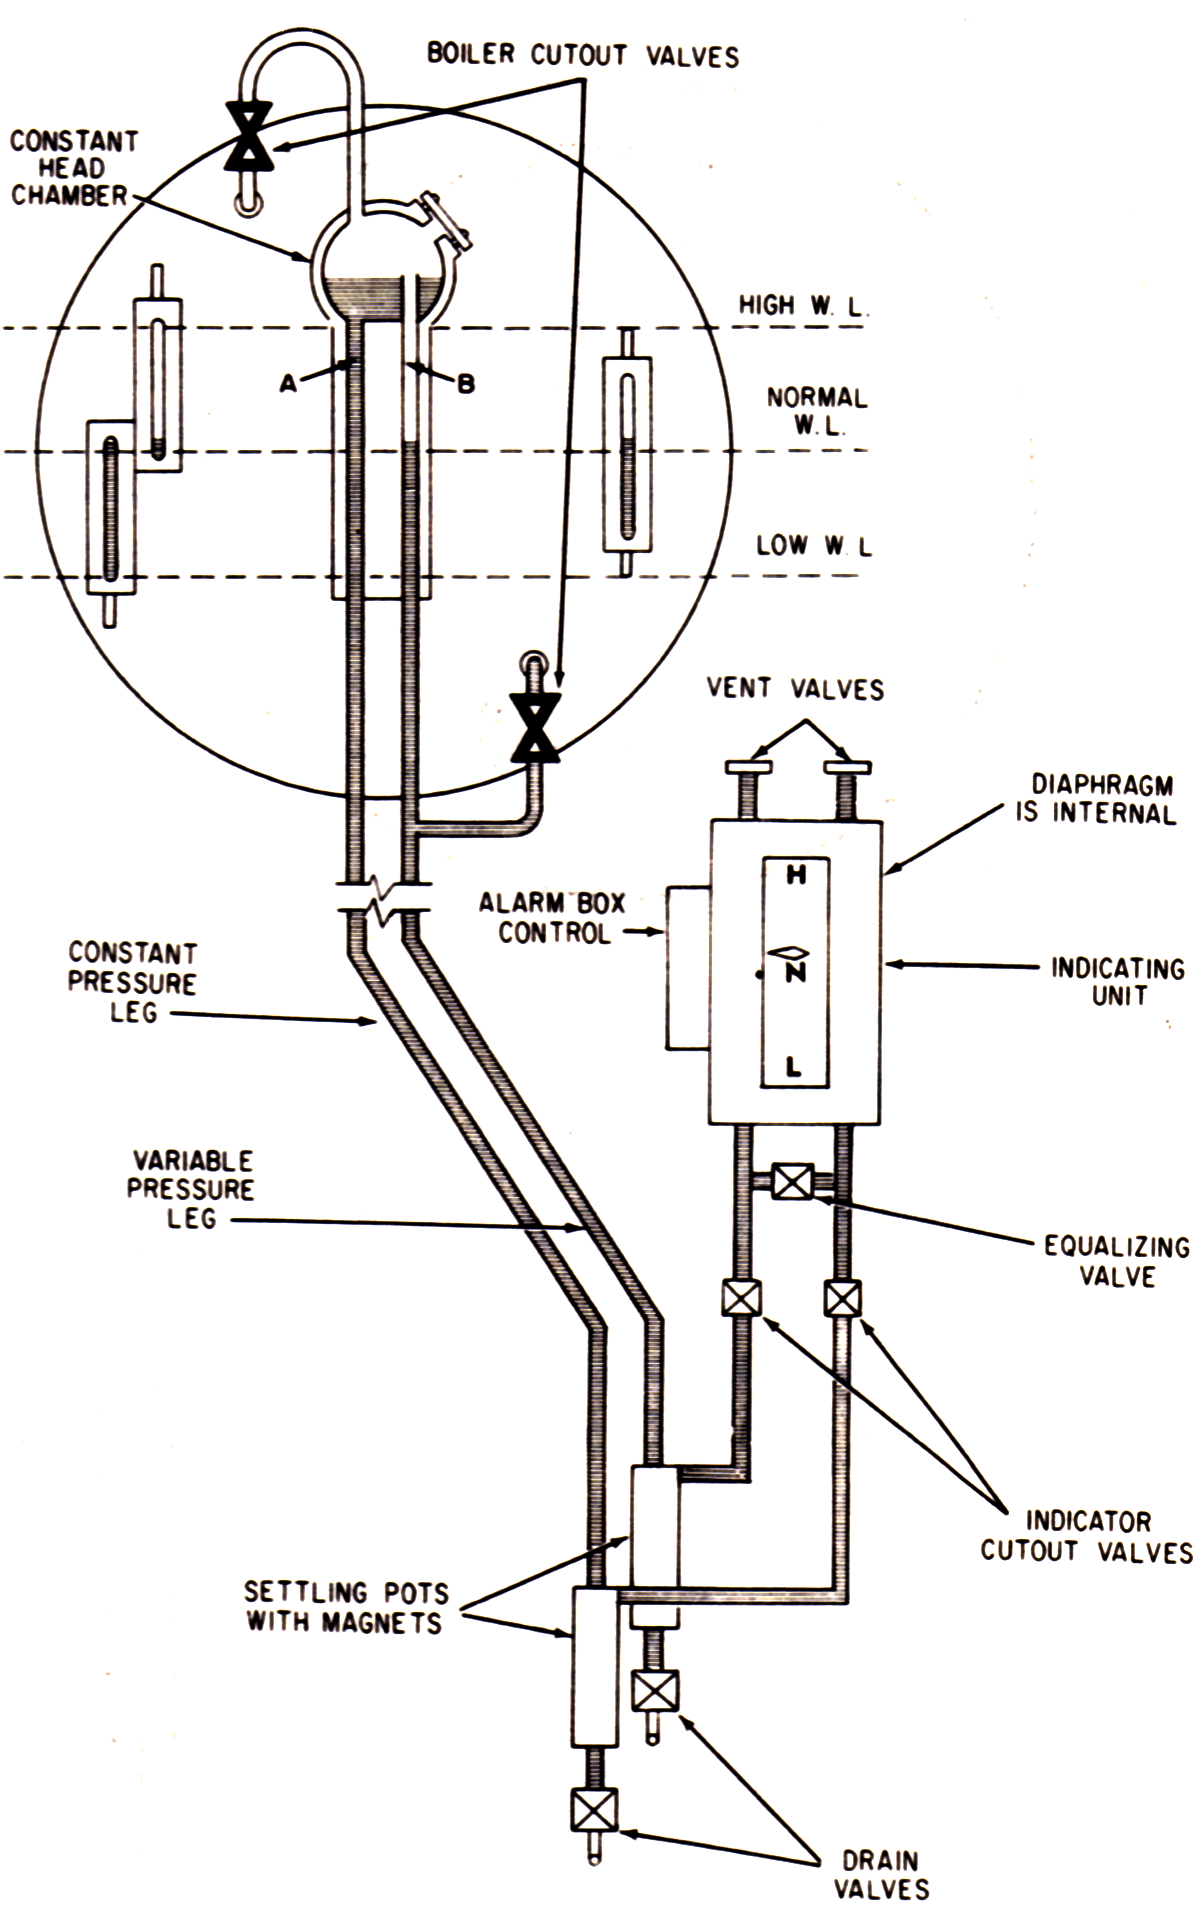 BOILER CUTOUT VALVES
CONSTANT
HEAD
CHAMBER
HIGH W. L.
A
B
NORMAL
W.L.
LOW W. L
VENT VALVES
DIAPHRAGM
IS INTERNAL
H
ALARM BOX
CONTROL
N
INDICATING
UNIT
CONSTANT
PRESSURE
LEG
L
VARIABLE
PRESSURE
LEG
EQUALIZING
VALVE
INDICATOR
CUTOUT VALVES
SETTLING POTS
WITH MAGNETS
DRAIN
VALVES